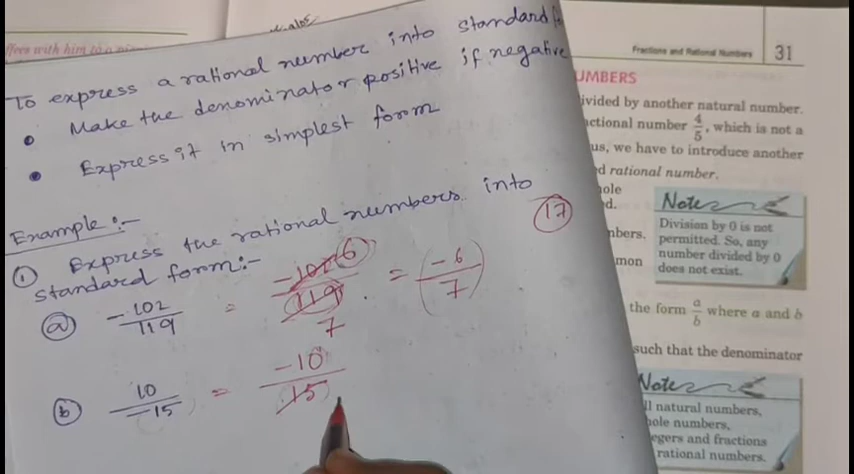 To express a rational number into standard
• Make the denominator positive if negative
• Express it in simplest form
Example :-
① Express the rational numbers into
standard form:-
ⓐ -102/119 = -102/119 6 7 = (-6/7)
17
ⓑ 10/-15 = -10/15
Fractions and Rational Numbers 31
UMBERS
ivided by another natural number.
ctional number 4/5, which is not a
us, we have to introduce another
d rational number.
ole
d.
nbers.
mon
Note
Division by 0 is not
permitted. So, any
number divided by 0
does not exist.
the form a/b where a and b
such that the denominator
Note
ll natural numbers,
hole numbers,
egers and fractions
rational numbers.